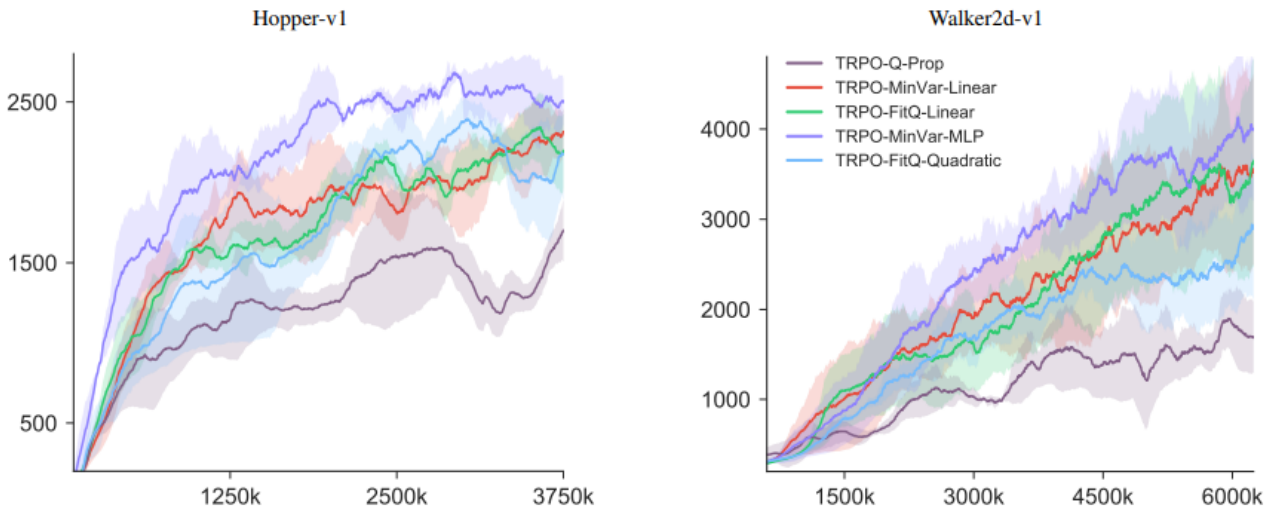 Hopper-v1
2500
1500
500
1250k 2500k 3750k
Walker2d-v1
TRPO-Q-Prop
TRPO-MinVar-Linear
TRPO-FitQ-Linear
TRPO-MinVar-MLP
TRPO-FitQ-Quadratic
4000
3000
2000
1000
1500k 3000k 4500k 6000k